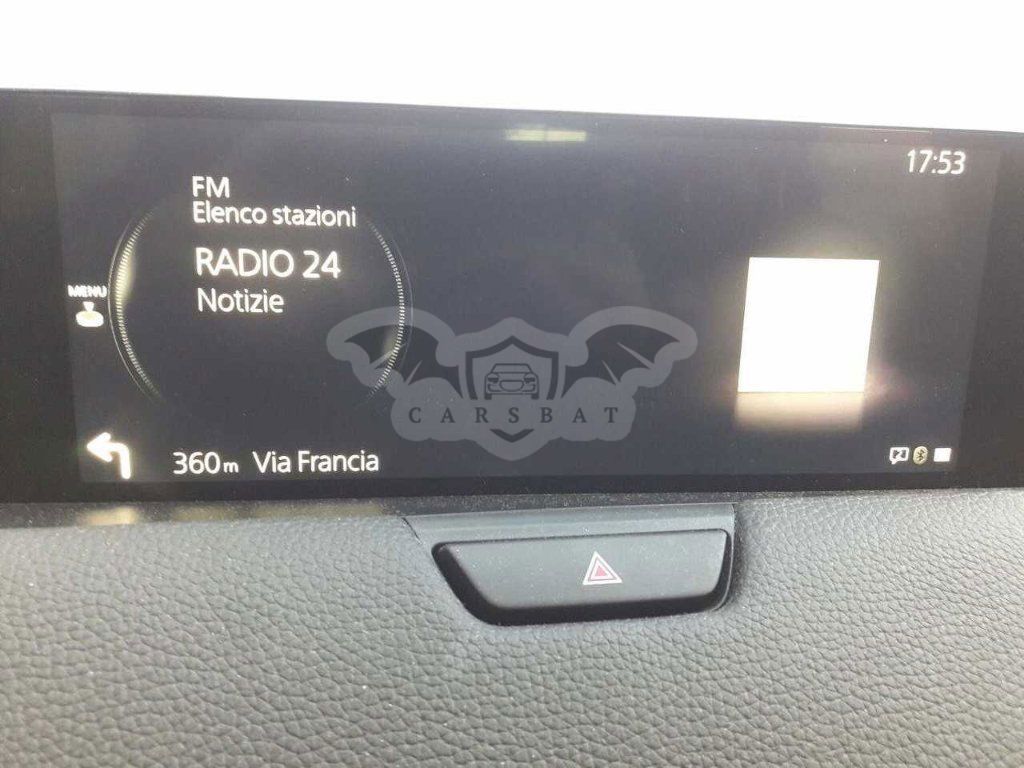 17:53
FM
Elenco stazioni
RADIO 24
Notizie
MENU
360m Via Francia
CARSBAT